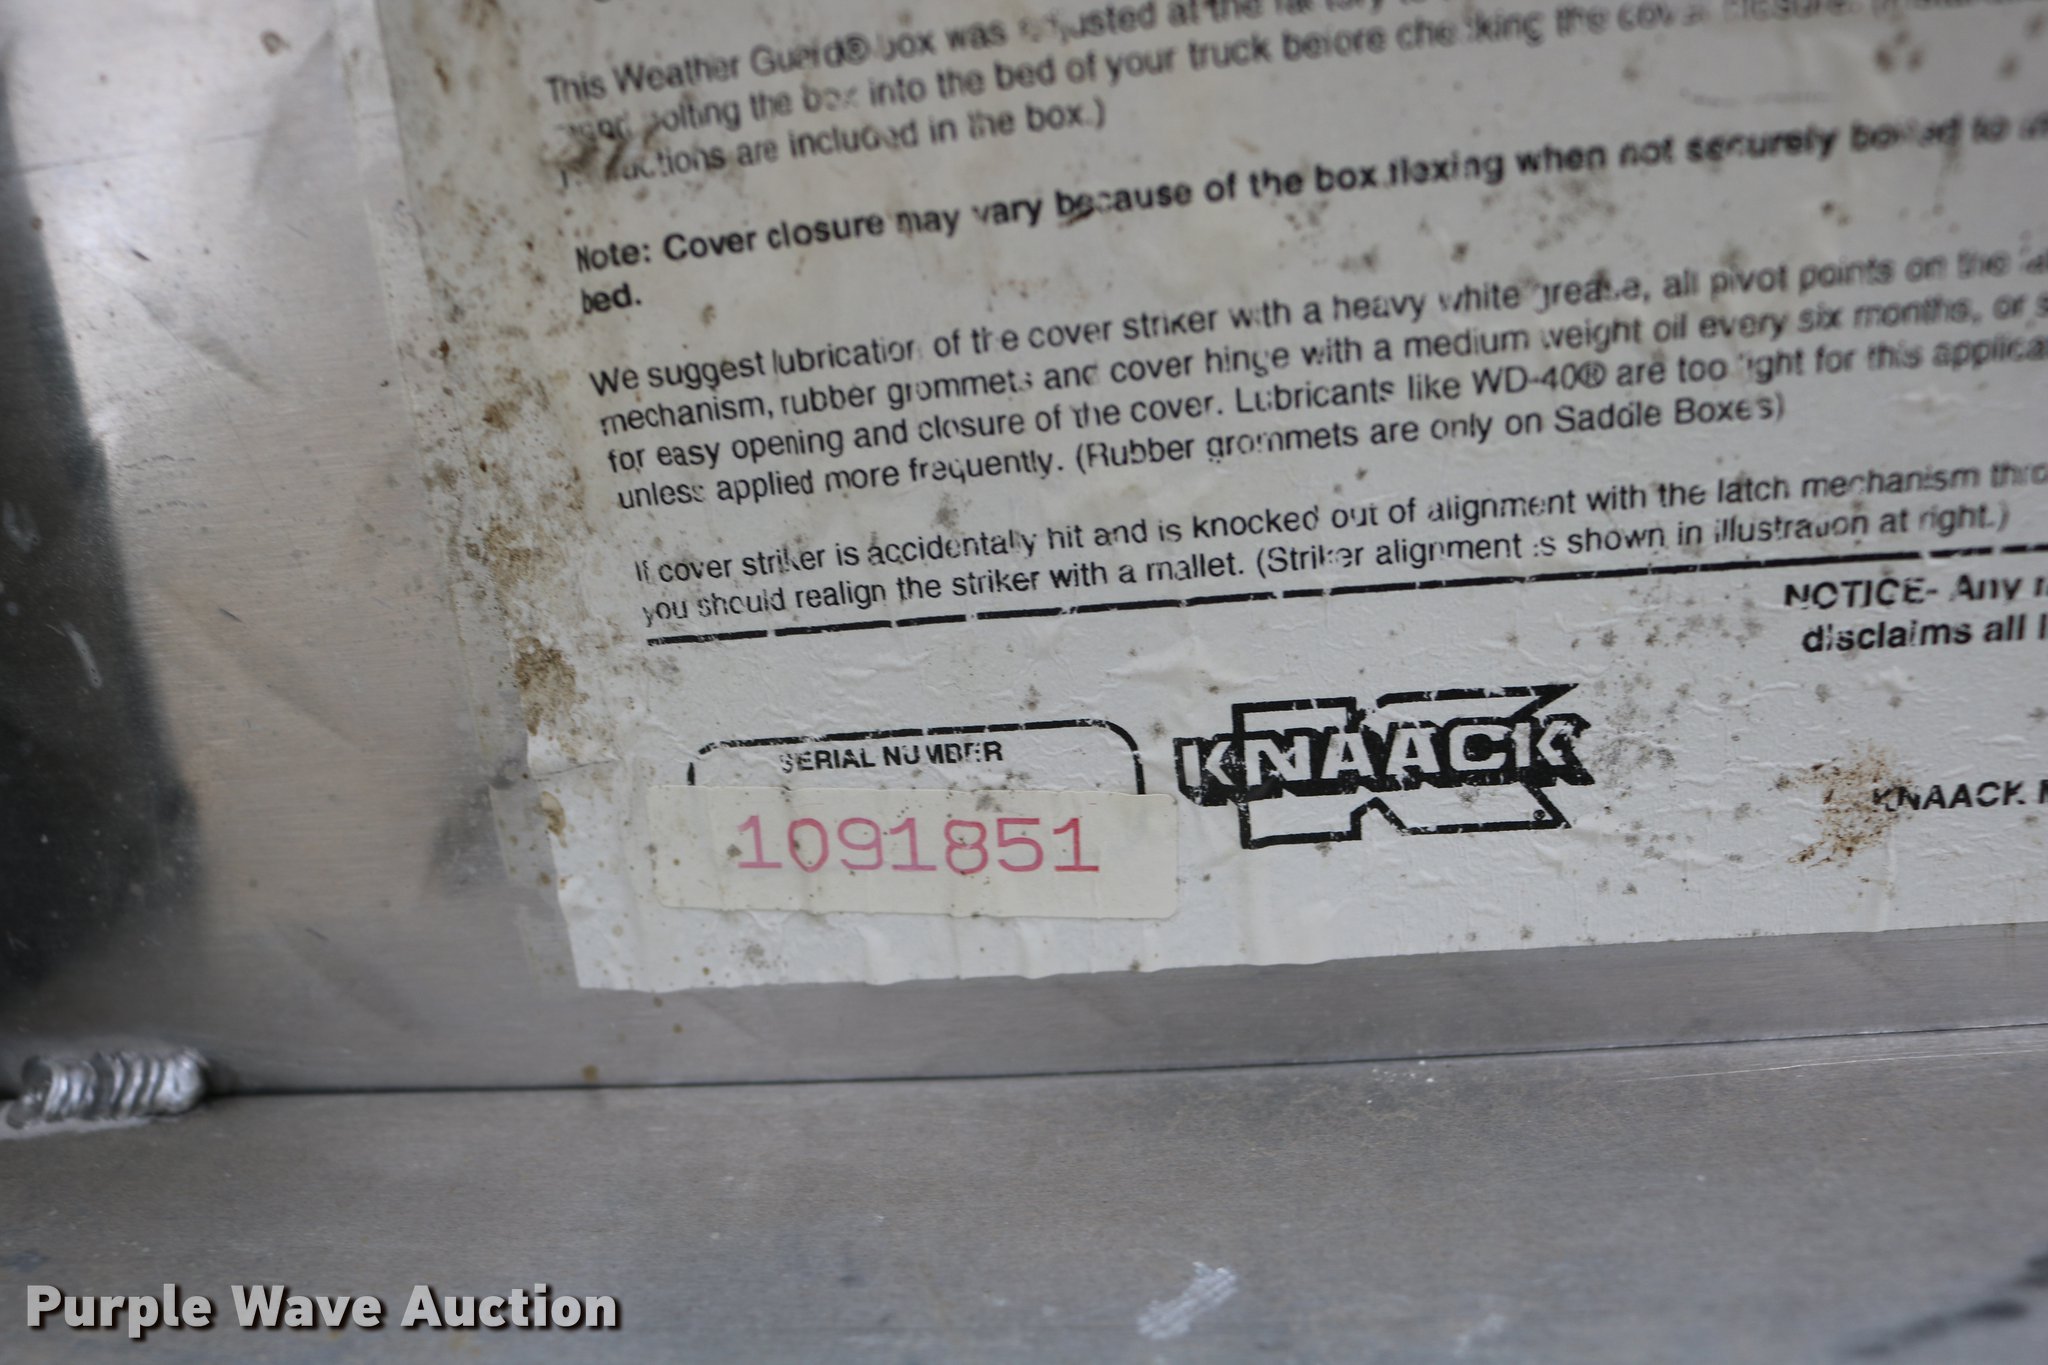 This Weather Guard® box was adjusted at the factory
bolting the box into the bed of your truck before checking the cover closure.
instructions are included in the box.)
Note: Cover closure may vary because of the box flexing when not securely bolted to
bed.
We suggest lubrication of the cover striker with a heavy white grease, all pivot points on the
mechanism, rubber grommets and cover hinge with a medium weight oil every six months, or
for easy opening and closure of the cover. Lubricants like WD-40® are too light for this applica
unless applied more frequently. (Rubber grommets are only on Saddle Boxes)
If cover striker is accidentally hit and is knocked out of alignment with the latch mechanism thro
you should realign the striker with a mallet. (Striker alignment is shown in illustration at right.)
NOTICE- Any
disclaims all
SERIAL NUMBER
KNAACK
1091851
KNAACK
Purple Wave Auction